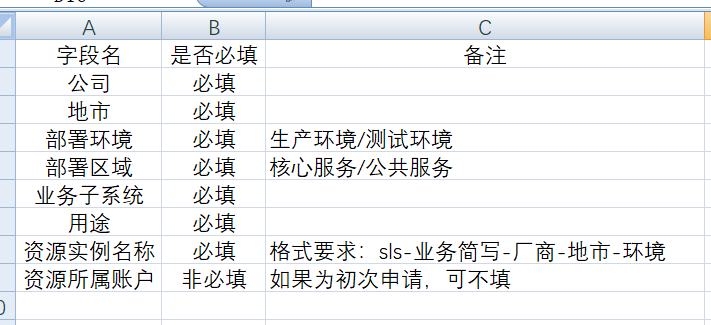 A B C
字段名 是否必填 备注
公司 必填
地市 必填
部署环境 必填 生产环境/测试环境
部署区域 必填 核心服务/公共服务
业务子系统 必填
用途 必填
资源实例名称 必填 格式要求：sls-业务简写-厂商-地市-环境
资源所属账户 非必填 如果为初次申请，可不填